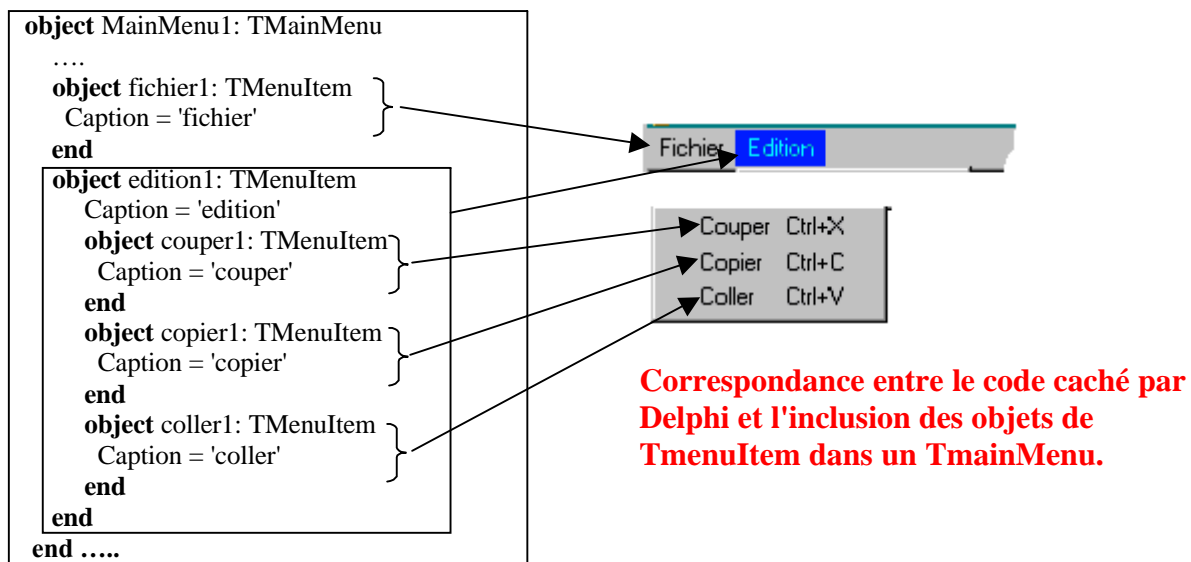 object MainMenu1: TMainMenu
….
object fichier1: TMenuItem
Caption = 'fichier'
end
object edition1: TMenuItem
Caption = 'edition'
object couper1: TMenuItem
Caption = 'couper'
end
object copier1: TMenuItem
Caption = 'copier'
end
object coller1: TMenuItem
Caption = 'coller'
end
end
end …..
Fichier Edition
Couper Ctrl+X
Copier Ctrl+C
Coller Ctrl+V
Correspondance entre le code caché par
Delphi et l'inclusion des objets de
TmenuItem dans un TmainMenu.